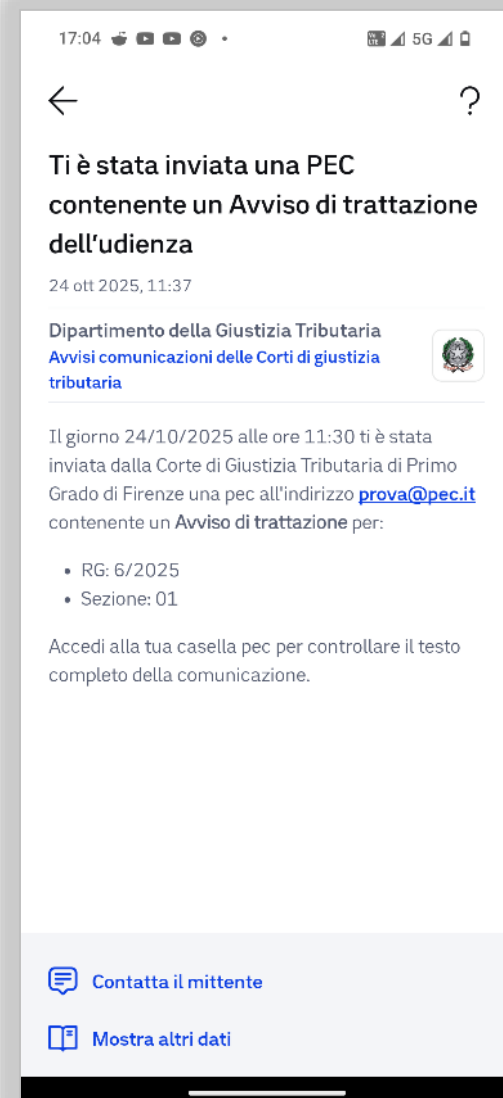 17:04
5G
?
Ti è stata inviata una PEC
contenente un Avviso di trattazione
dell'udienza
24 ott 2025, 11:37
Dipartimento della Giustizia Tributaria
Avvisi comunicazioni delle Corti di giustizia
tributaria
Il giorno 24/10/2025 alle ore 11:30 ti è stata
inviata dalla Corte di Giustizia Tributaria di Primo
Grado di Firenze una pec all'indirizzo prova@pec.it
contenente un Avviso di trattazione per:
• RG: 6/2025
• Sezione: 01
Accedi alla tua casella pec per controllare il testo
completo della comunicazione.
Contatta il mittente
Mostra altri dati